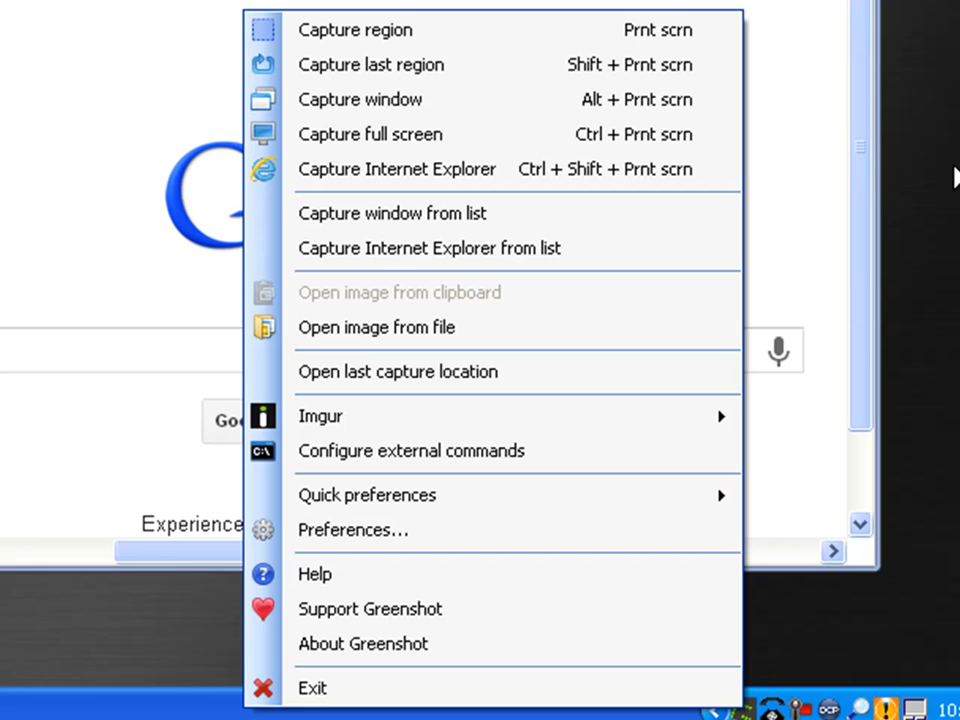 Capture region Prnt scrn
Capture last region Shift + Prnt scrn
Capture window Alt + Prnt scrn
Capture full screen Ctrl + Prnt scrn
Capture Internet Explorer Ctrl + Shift + Prnt scrn
Capture window from list
Capture Internet Explorer from list
Open image from clipboard
Open image from file
Open last capture location
Imgur
Goo
C:\
Configure external commands
Quick preferences
Experience
Preferences...
Help
Support Greenshot
About Greenshot
Exit
DCP
10: